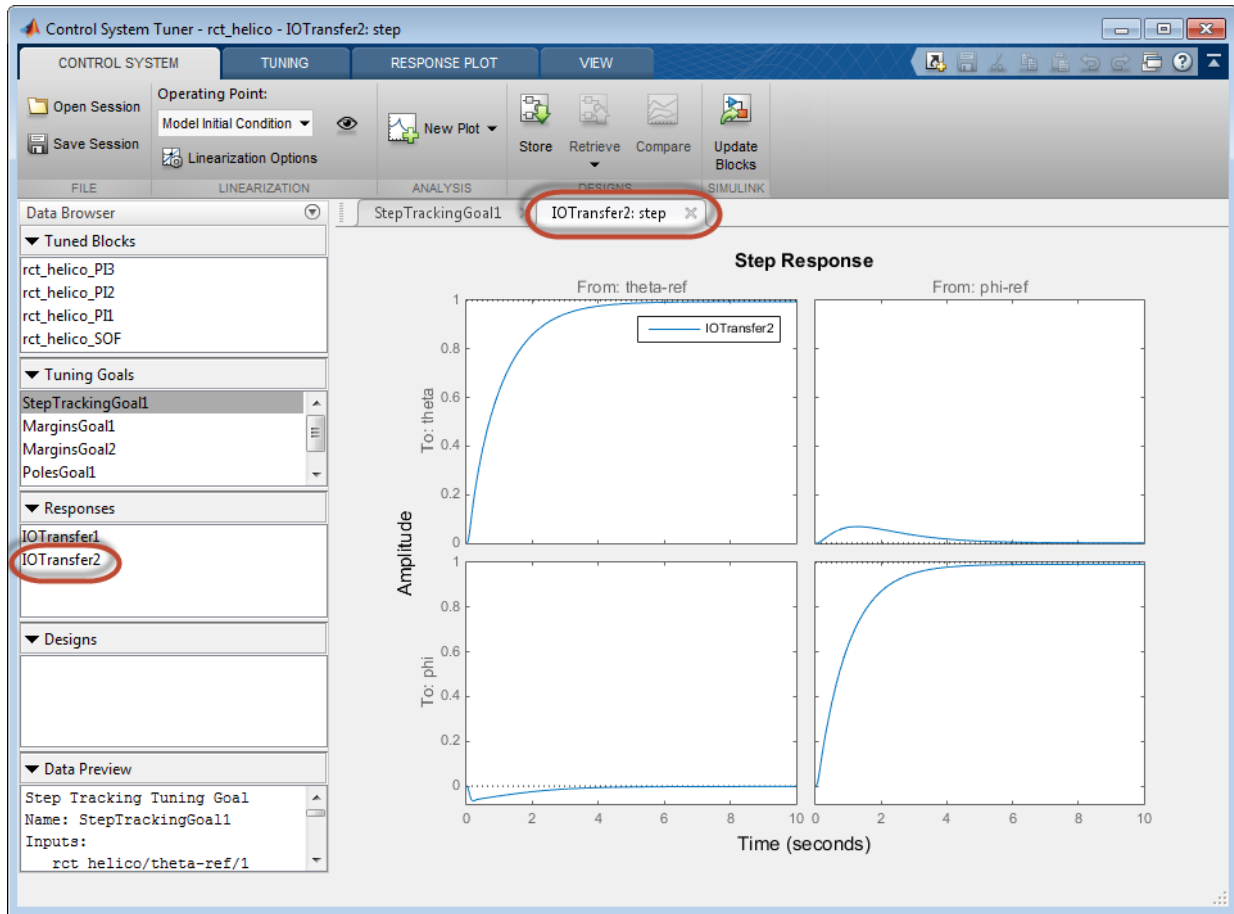 Control System Tuner - rct_helico - IOTransfer2: step
CONTROL SYSTEM TUNING RESPONSE PLOT VIEW
Open Session
Save Session
Operating Point:
Model Initial Condition
Linearization Options
New Plot
Store Retrieve Compare
Update
Blocks
FILE LINEARIZATION ANALYSIS DESIGNS SIMULINK
Data Browser
Tuned Blocks
rct_helico_PI3
rct_helico_PI2
rct_helico_PI1
rct_helico_SOF
Tuning Goals
StepTrackingGoal1
MarginsGoal1
MarginsGoal2
PolesGoal1
Responses
IOTransfer1
IOTransfer2
Designs
Data Preview
Step Tracking Tuning Goal
Name: StepTrackingGoal1
Inputs:
rct_helico/theta-ref/1
StepTrackingGoal1 IOTransfer2: step
Step Response
From: theta-ref From: phi-ref
IOTransfer2
To: theta
1
0.8
0.6
0.4
0.2
0
Amplitude
To: phi
1
0.8
0.6
0.4
0.2
0
0 2 4 6 8 10 0 2 4 6 8 10
Time (seconds)